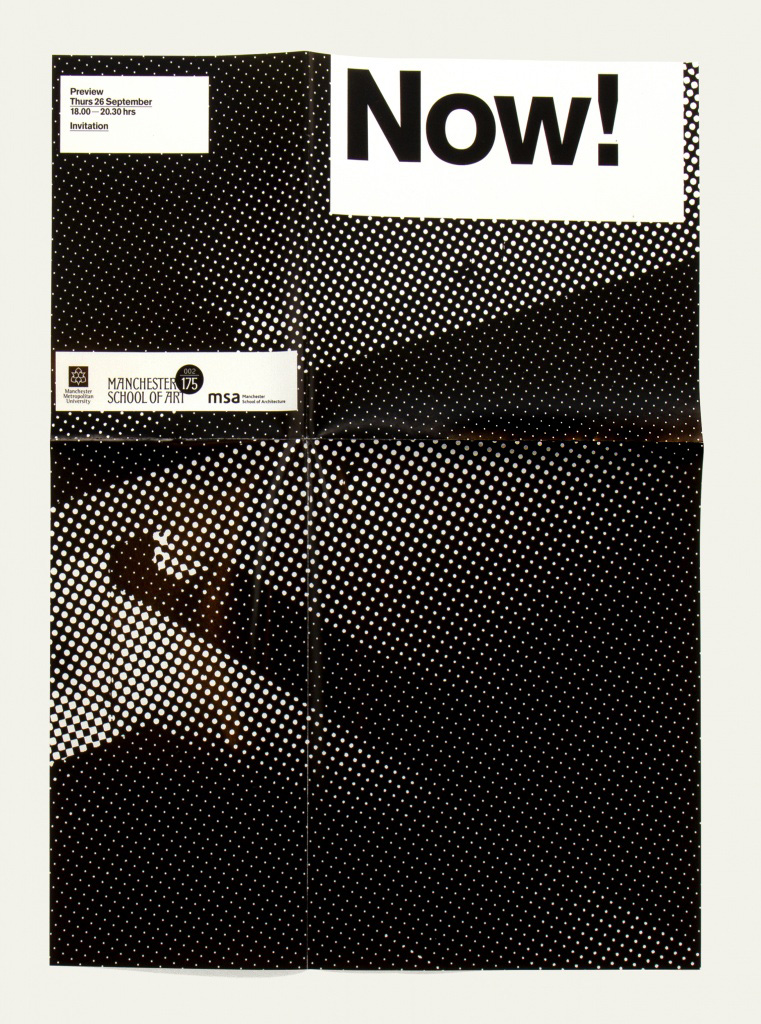 Preview
Thurs 26 September
18.00—20.30 hrs
Invitation
Now!
Manchester
Metropolitan
University
MANCHESTER
SCHOOL OF ART
002
175
msa
Manchester
School of Architecture